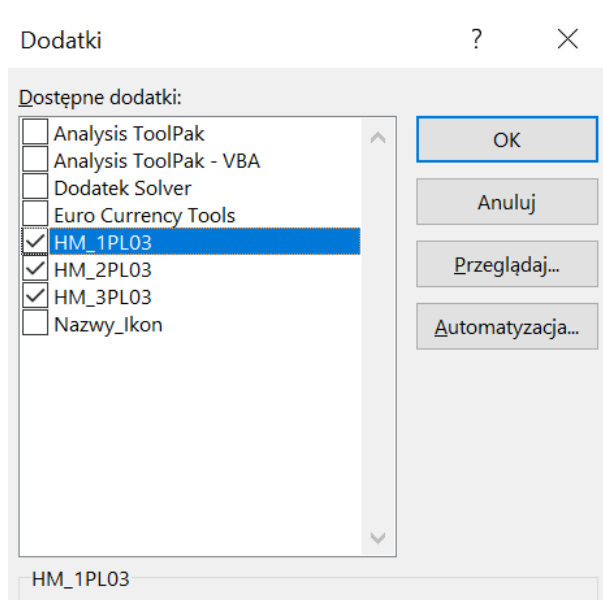 Dodatki
?
Dostępne dodatki:
Analysis ToolPak
Analysis ToolPak - VBA
Dodatek Solver
Euro Currency Tools
HM_1PL03
HM_2PL03
HM_3PL03
Nazwy_Ikon
OK
Anuluj
Przeglądaj...
Automatyzacja...
HM_1PL03